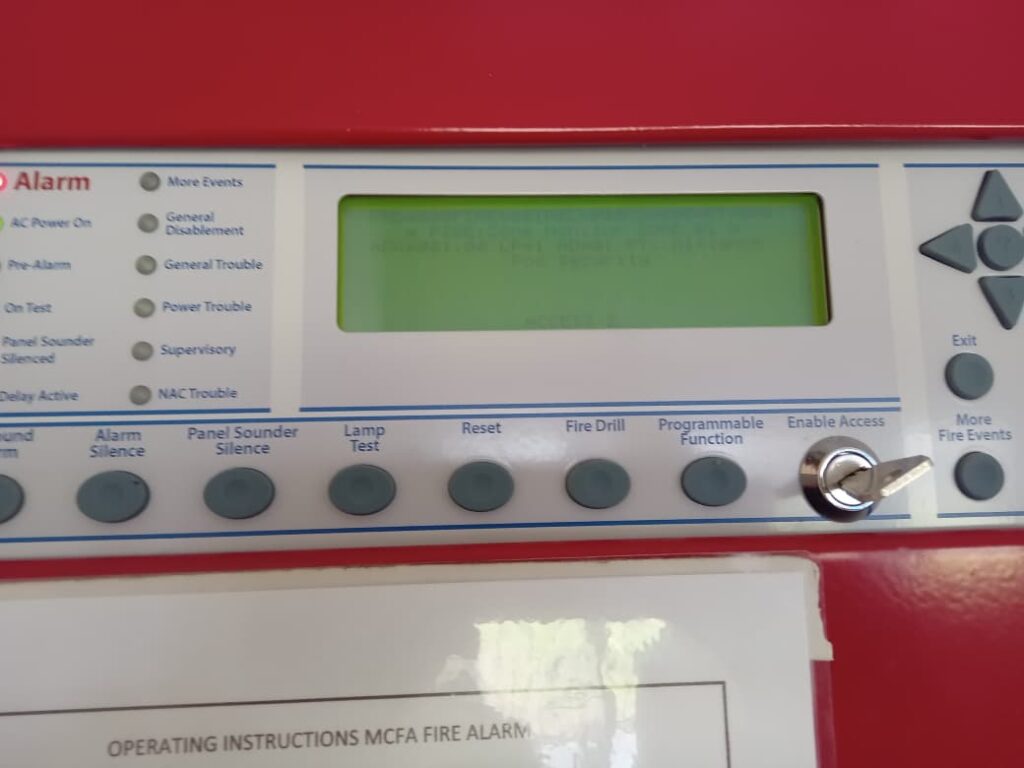 Alarm
AC Power On
Pre-Alarm
On Test
Panel Sounder
Silenced
Delay Active
More Events
General
Disablement
General Trouble
Power Trouble
Supervisory
NAC Trouble
Alarm
Silence
Panel Sounder
Silence
Lamp
Test
Reset
Fire Drill
Programmable
Function
Enable Access
Exit
More
Fire Events
OPERATING INSTRUCTIONS MCFA FIRE ALARM